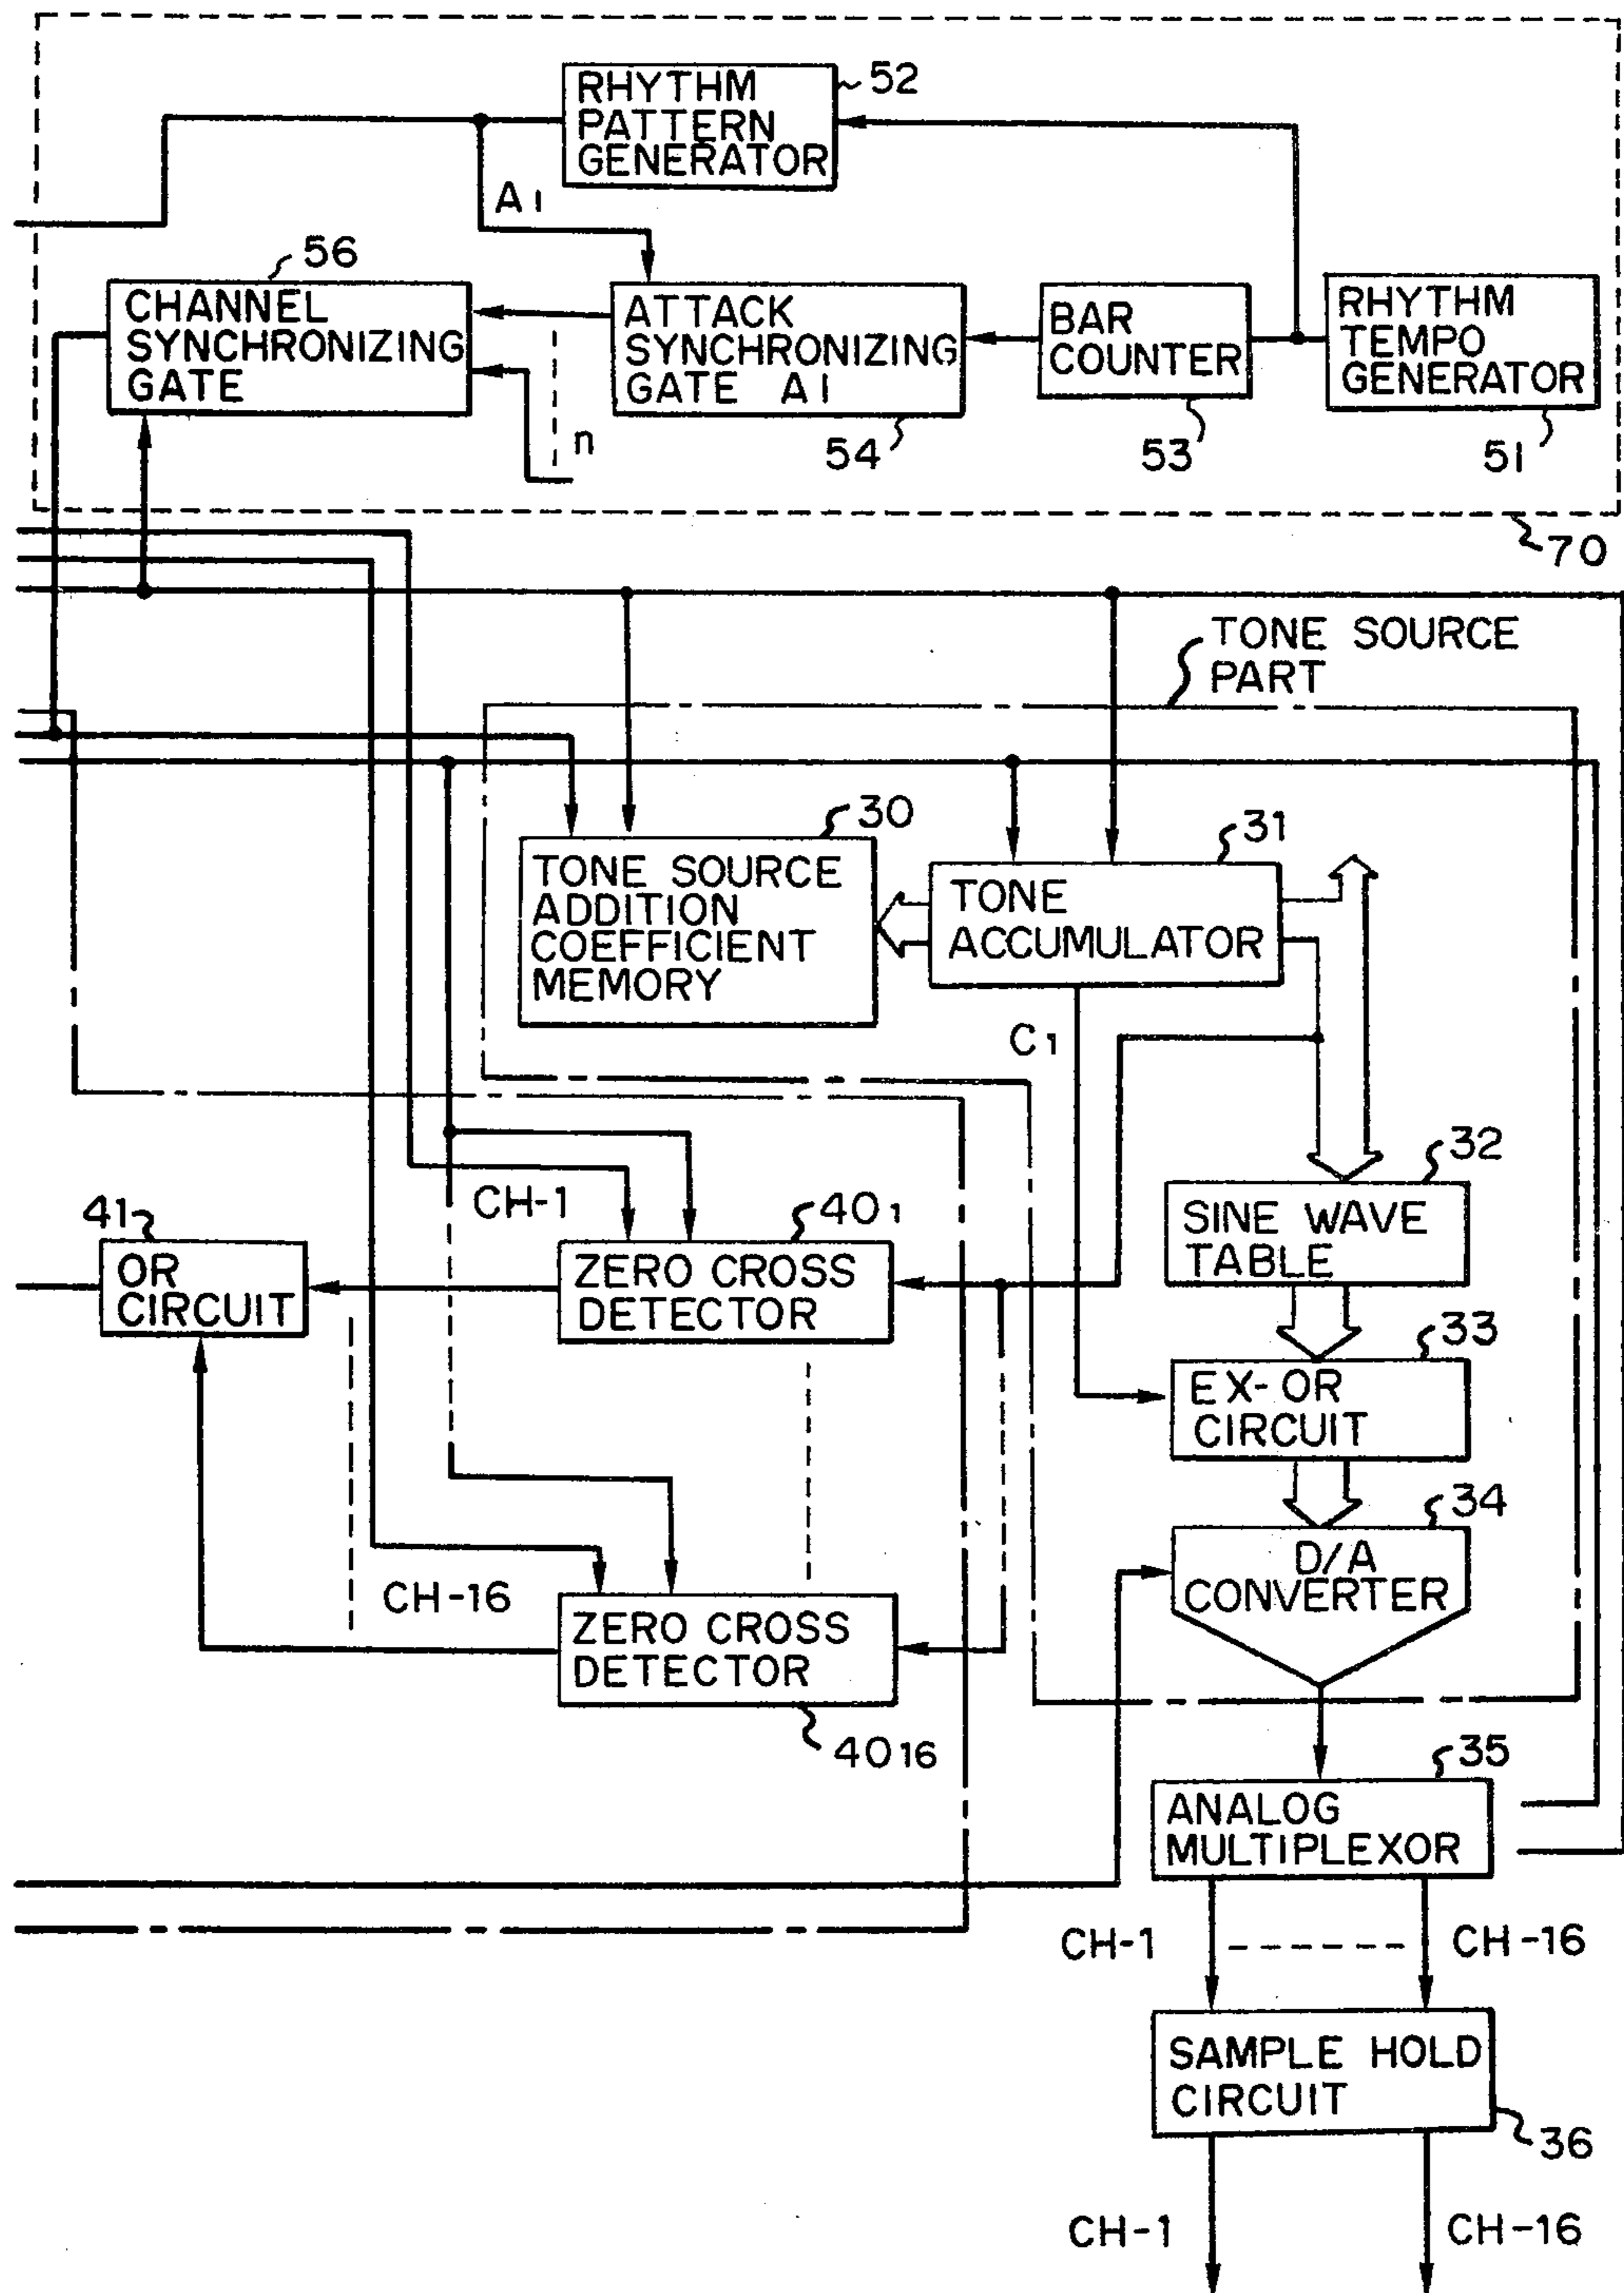 RHYTHM
PATTERN
GENERATOR
52
A1
56
CHANNEL
SYNCHRONIZING
GATE
ATTACK
SYNCHRONIZING
GATE A1
54
BAR
COUNTER
53
RHYTHM
TEMPO
GENERATOR
51
n
70
TONE SOURCE
PART
30
TONE SOURCE
ADDITION
COEFFICIENT
MEMORY
31
TONE
ACCUMULATOR
C1
32
SINE WAVE
TABLE
CH-1
41
OR
CIRCUIT
401
ZERO CROSS
DETECTOR
33
EX-OR
CIRCUIT
34
D/A
CONVERTER
CH-16
ZERO CROSS
DETECTOR
4016
35
ANALOG
MULTIPLEXOR
CH-1
CH-16
SAMPLE HOLD
CIRCUIT
36
CH-1
CH-16